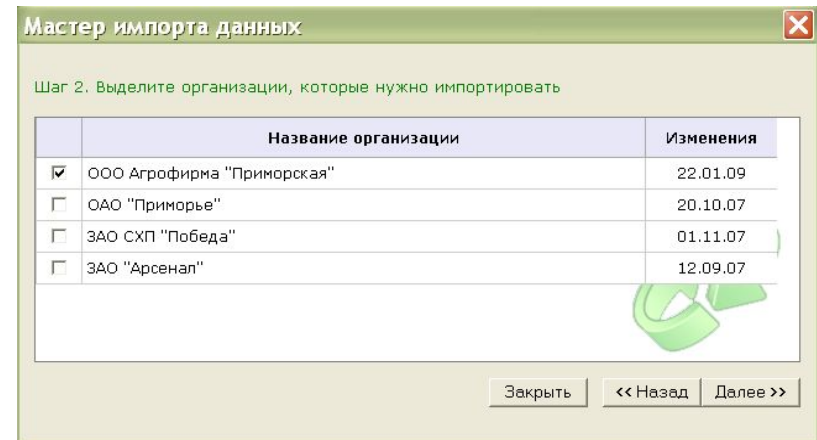 Мастер импорта данных
Шаг 2. Выделите организации, которые нужно импортировать
Название организации Изменения
ООО Агрофирма "Приморская" 22.01.09
ОАО "Приморье" 20.10.07
ЗАО СХП "Победа" 01.11.07
ЗАО "Арсенал" 12.09.07
Закрыть << Назад Далее >>